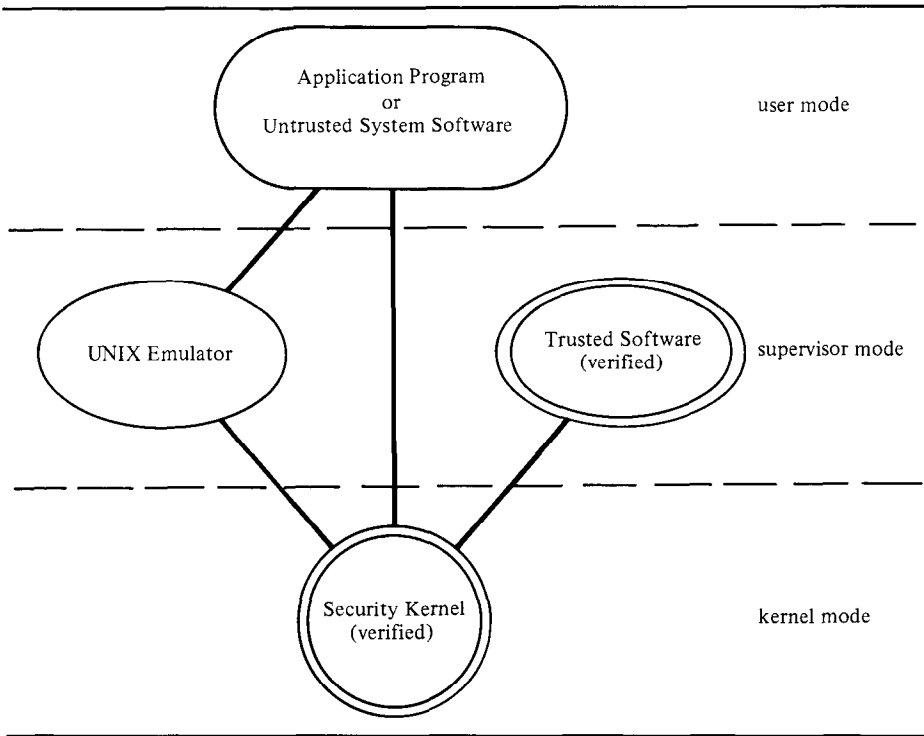 Application Program
or
Untrusted System Software
user mode
UNIX Emulator
Trusted Software
(verified)
supervisor mode
Security Kernel
(verified)
kernel mode